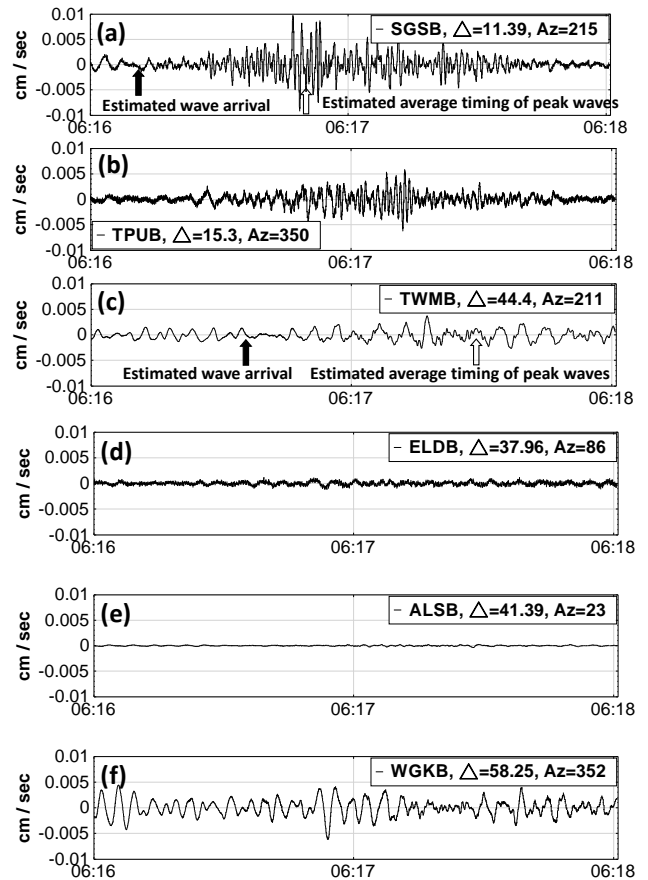 (a)
– SGSB, △=11.39, Az=215
0.01
0.005
0
-0.005
-0.01
cm / sec
Estimated wave arrival
Estimated average timing of peak waves
06:16 06:17 06:18
(b)
0.01
0.005
0
-0.005
-0.01
cm / sec
– TPUB, △=15.3, Az=350
06:16 06:17 06:18
(c)
– TWMB, △=44.4, Az=211
0.01
0.005
0
-0.005
-0.01
cm / sec
Estimated wave arrival
Estimated average timing of peak waves
06:16 06:17 06:18
(d)
– ELDB, △=37.96, Az=86
0.01
0.005
0
-0.005
-0.01
cm / sec
06:16 06:17 06:18
(e)
– ALSB, △=41.39, Az=23
0.01
0.005
0
-0.005
-0.01
cm / sec
06:16 06:17 06:18
(f)
– WGKB, △=58.25, Az=352
0.01
0.005
0
-0.005
-0.01
cm / sec
06:16 06:17 06:18